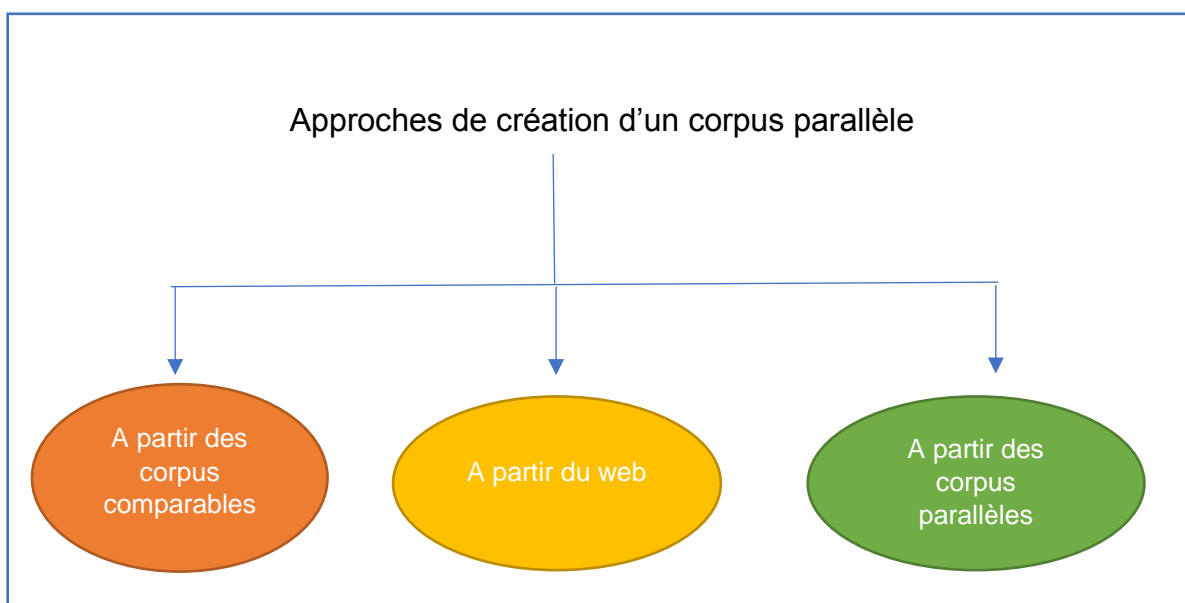 Approches de création d’un corpus parallèle
A partir des
corpus
comparables
A partir du web
A partir des
corpus
parallèles